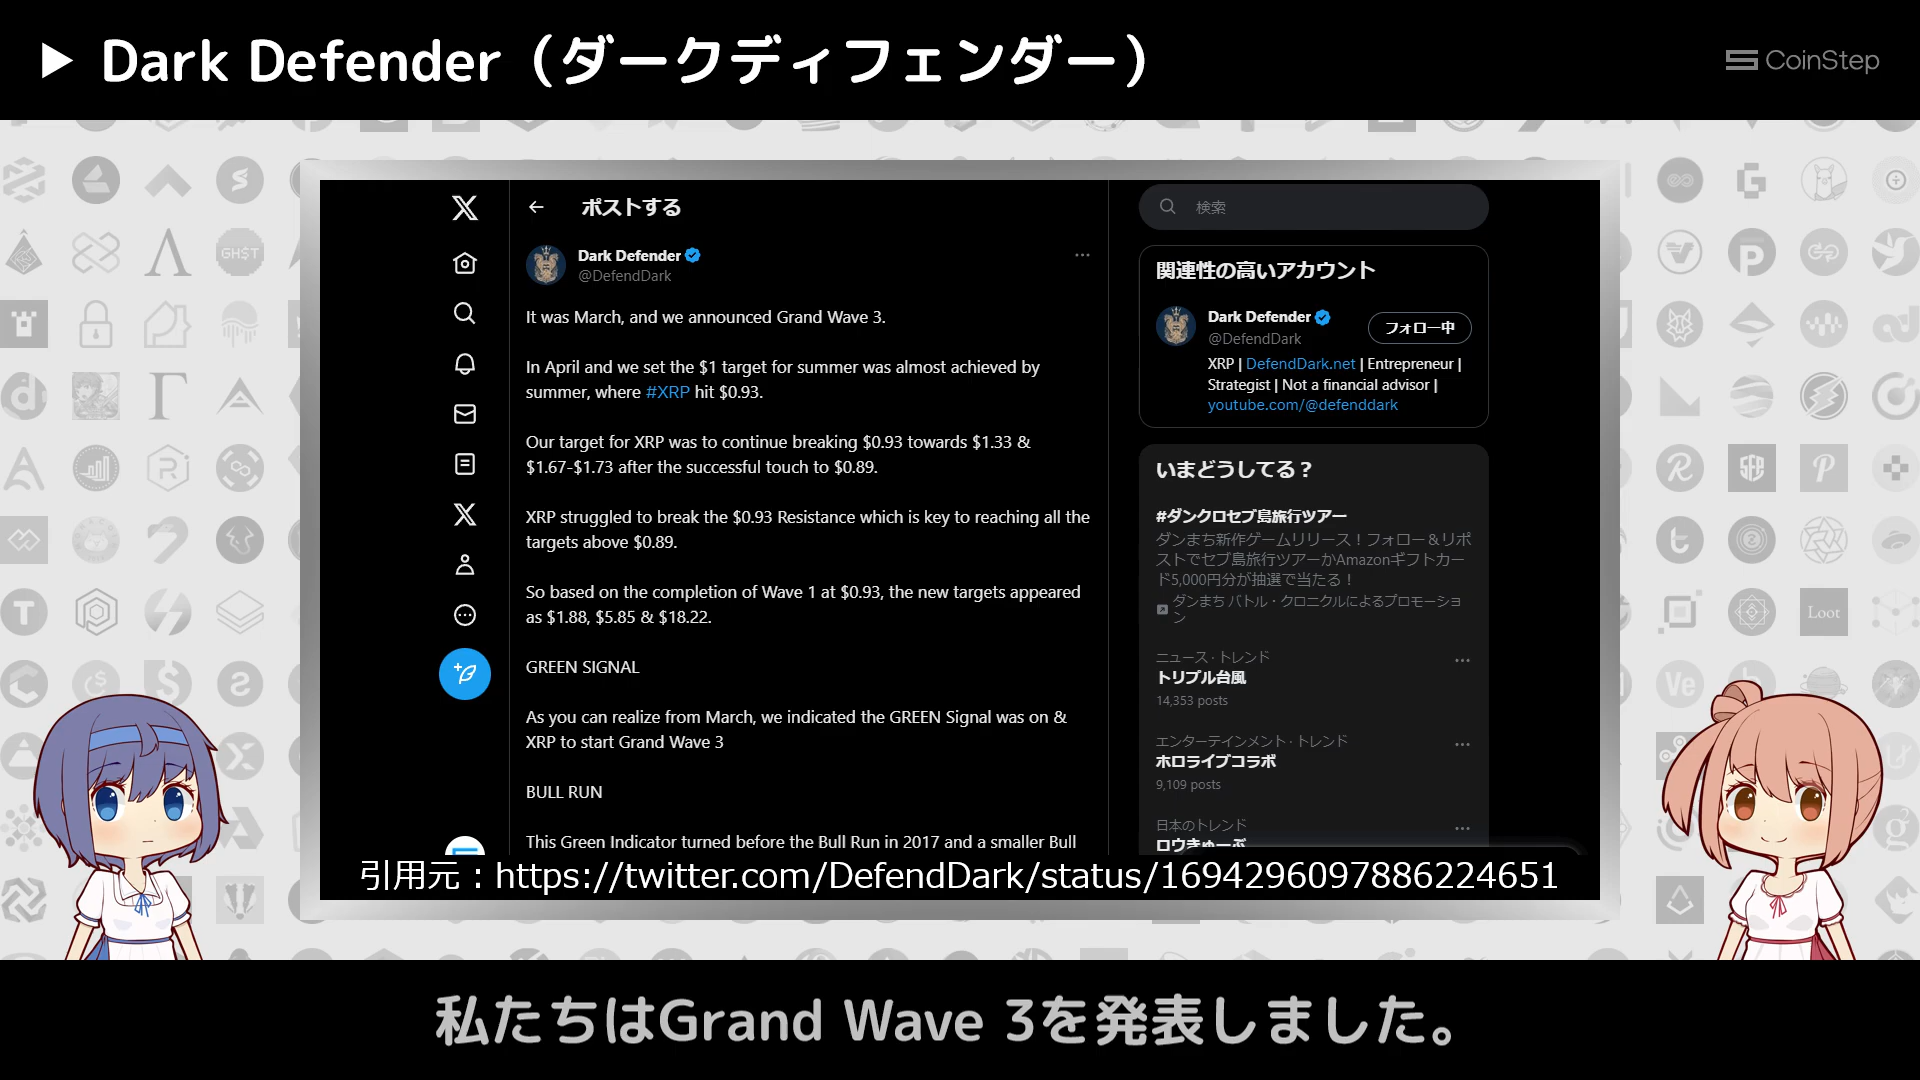 Dark Defender（ダークディフェンダー）
CoinStep
ポストする
Dark Defender
@DefendDark
It was March, and we announced Grand Wave 3.
In April and we set the $1 target for summer was almost achieved by
summer, where #XRP hit $0.93.
Our target for XRP was to continue breaking $0.93 towards $1.33 &
$1.67-$1.73 after the successful touch to $0.89.
XRP struggled to break the $0.93 Resistance which is key to reaching all the
targets above $0.89.
So based on the completion of Wave 1 at $0.93, the new targets appeared
as $1.88, $5.85 & $18.22.
GREEN SIGNAL
As you can realize from March, we indicated the GREEN Signal was on &
XRP to start Grand Wave 3
BULL RUN
This Green Indicator turned before the Bull Run in 2017 and a smaller Bull
検索
関連性の高いアカウント
Dark Defender
@DefendDark
フォロー中
XRP | DefendDark.net | Entrepreneur |
Strategist | Not a financial advisor |
youtube.com/@defenddark
いまどうしてる？
#ダンクロセブ島旅行ツアー
ダンまち新作ゲームリリース！フォロー＆リポ
ストでセブ島旅行ツアーかAmazonギフトカー
ド5,000円分が抽選で当たる！
ダンまち バトル・クロニクルによるプロモーショ
ン
ニュース・トレンド
トリプル台風
14,353 posts
エンターテインメント・トレンド
ホロライブコラボ
9,109 posts
日本のトレンド
ロウきゅーぶ
引用元：https://twitter.com/DefendDark/status/1694296097886224651
GH$T
SFP
Loot
Ve
私たちはGrand Wave 3を発表しました。